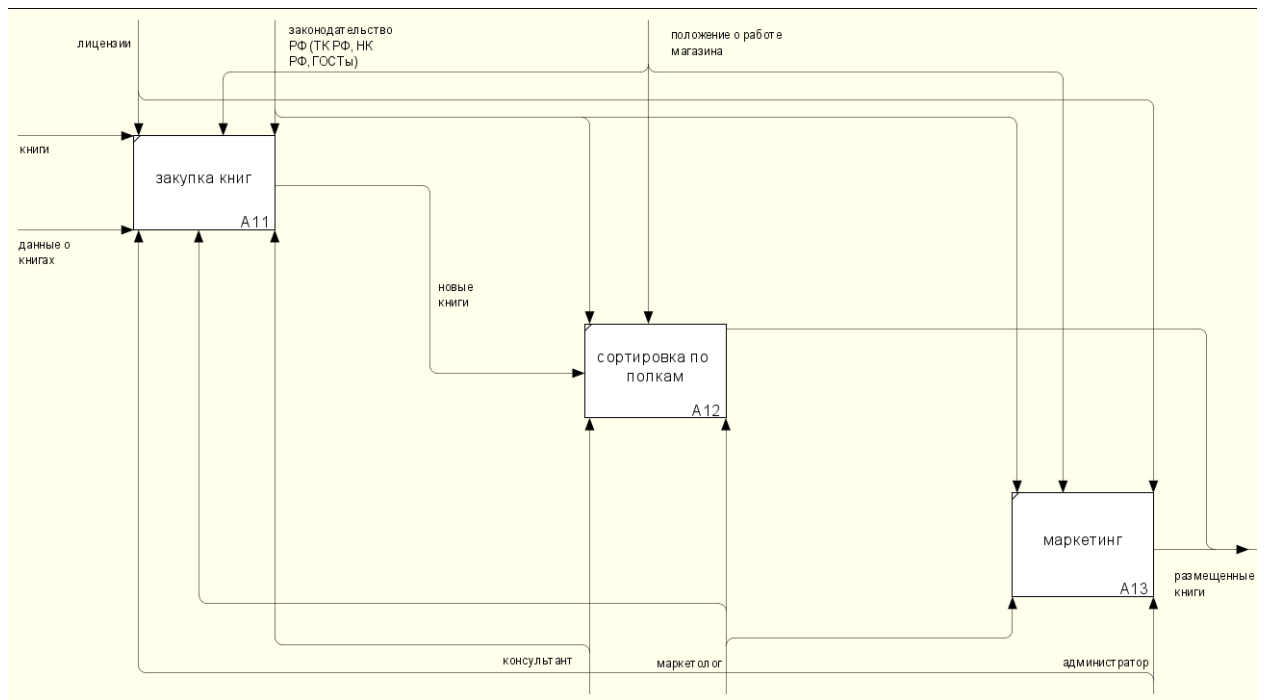 лицензии
законодательство
РФ (ТК РФ, НК
РФ, ГОСТы)
положение о работе
магазина
книги
закупка книг
A11
данные о
книгах
новые
книги
сортировка по
полкам
A12
маркетинг
A13
размещенные
книги
консультант
маркетолог
администратор